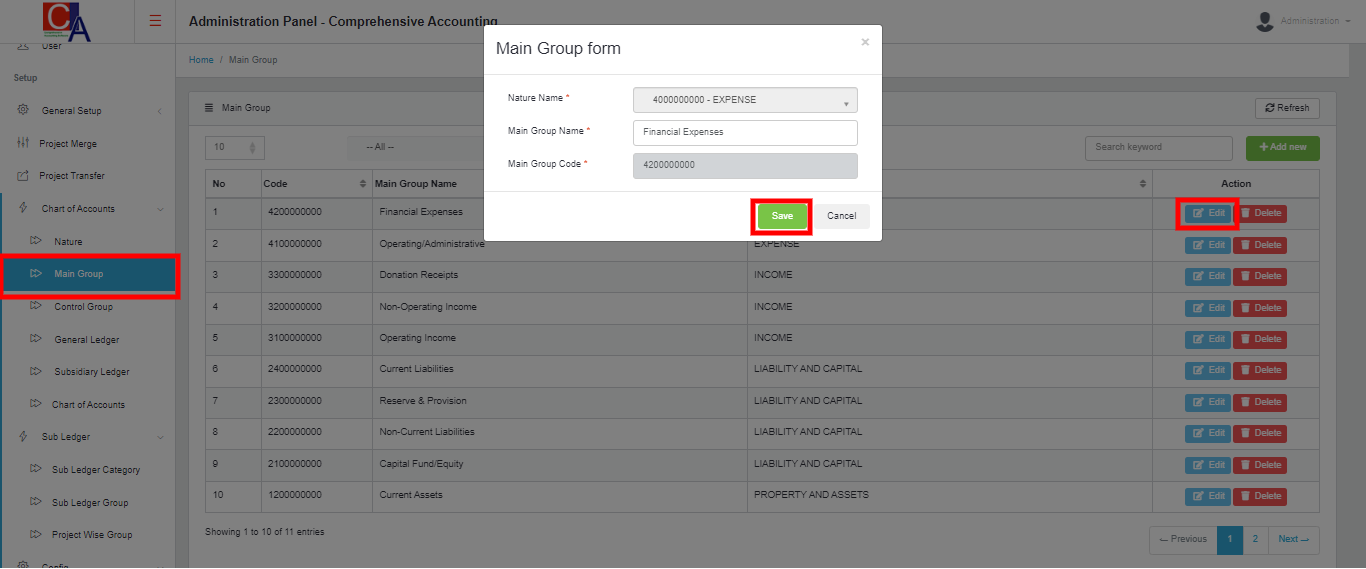 CA
Administration Panel - Comprehensive Accounting
Administration
User
Setup
General Setup
Project Merge
Project Transfer
Chart of Accounts
Nature
Main Group
Control Group
General Ledger
Subsidiary Ledger
Chart of Accounts
Sub Ledger
Sub Ledger Category
Sub Ledger Group
Project Wise Group
Config
Home / Main Group
Main Group
Refresh
10
-- All --
Search keyword
Add new
Main Group form
×
Nature Name *
4000000000 - EXPENSE
Main Group Name *
Financial Expenses
Main Group Code *
4200000000
Save
Cancel
No Code Main Group Name Action
1 4200000000 Financial Expenses Edit Delete
2 4100000000 Operating/Administrative EXPENSE Edit Delete
3 3300000000 Donation Receipts INCOME Edit Delete
4 3200000000 Non-Operating Income INCOME Edit Delete
5 3100000000 Operating Income INCOME Edit Delete
6 2400000000 Current Liabilities LIABILITY AND CAPITAL Edit Delete
7 2300000000 Reserve & Provision LIABILITY AND CAPITAL Edit Delete
8 2200000000 Non-Current Liabilities LIABILITY AND CAPITAL Edit Delete
9 2100000000 Capital Fund/Equity LIABILITY AND CAPITAL Edit Delete
10 1200000000 Current Assets PROPERTY AND ASSETS Edit Delete
Showing 1 to 10 of 11 entries
Previous 1 2 Next